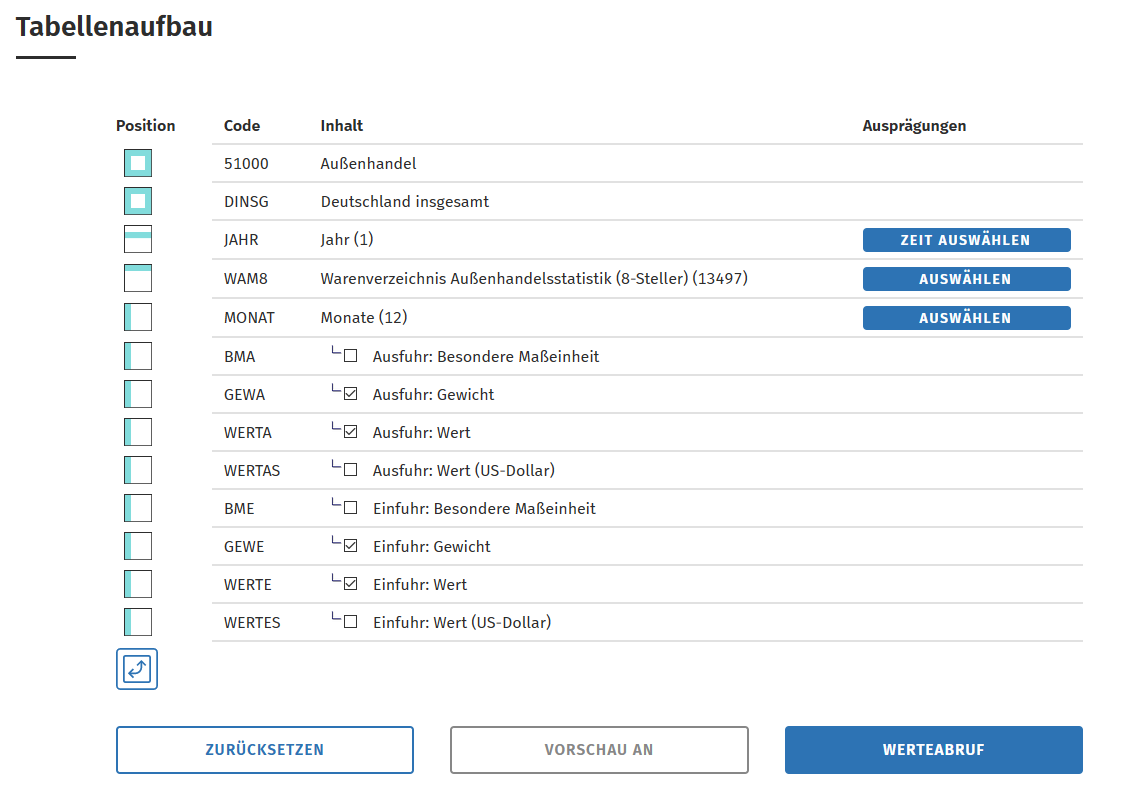 Tabellenaufbau
Position Code Inhalt Ausprägungen
51000 Außenhandel
DINSG Deutschland insgesamt
JAHR Jahr (1) ZEIT AUSWÄHLEN
WAM8 Warenverzeichnis Außenhandelsstatistik (8-Steller) (13497) AUSWÄHLEN
MONAT Monate (12) AUSWÄHLEN
BMA Ausfuhr: Besondere Maßeinheit
GEWA Ausfuhr: Gewicht
WERTA Ausfuhr: Wert
WERTAS Ausfuhr: Wert (US-Dollar)
BME Einfuhr: Besondere Maßeinheit
GEWE Einfuhr: Gewicht
WERTE Einfuhr: Wert
WERTES Einfuhr: Wert (US-Dollar)
ZURÜCKSETZEN VORSCHAU AN WERTEABRUF